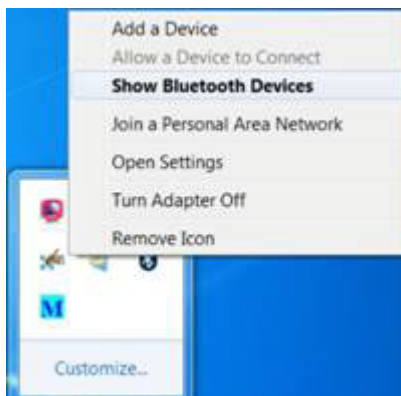 Add a Device
Allow a Device to Connect
Show Bluetooth Devices
Join a Personal Area Network
Open Settings
Turn Adapter Off
Remove Icon
M
Customize...